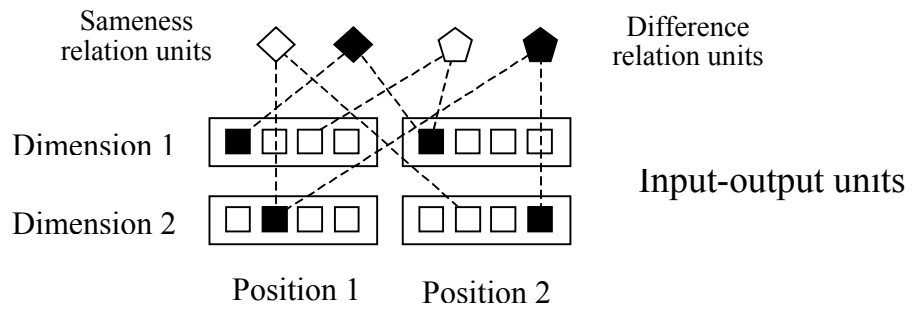 Sameness
relation units
Difference
relation units
Dimension 1
Input-output units
Dimension 2
Position 1
Position 2